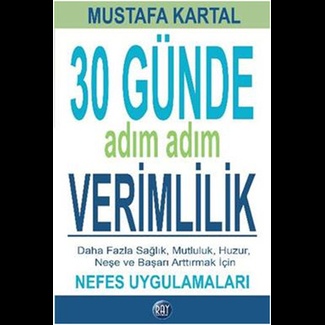 MUSTAFA KARTAL
30 GÜNDE
adım adım
VERİMLİLİK
Daha Fazla Sağlık, Mutluluk, Huzur,
Neşe ve Başarı Arttırmak İçin
NEFES UYGULAMALARI
RAY